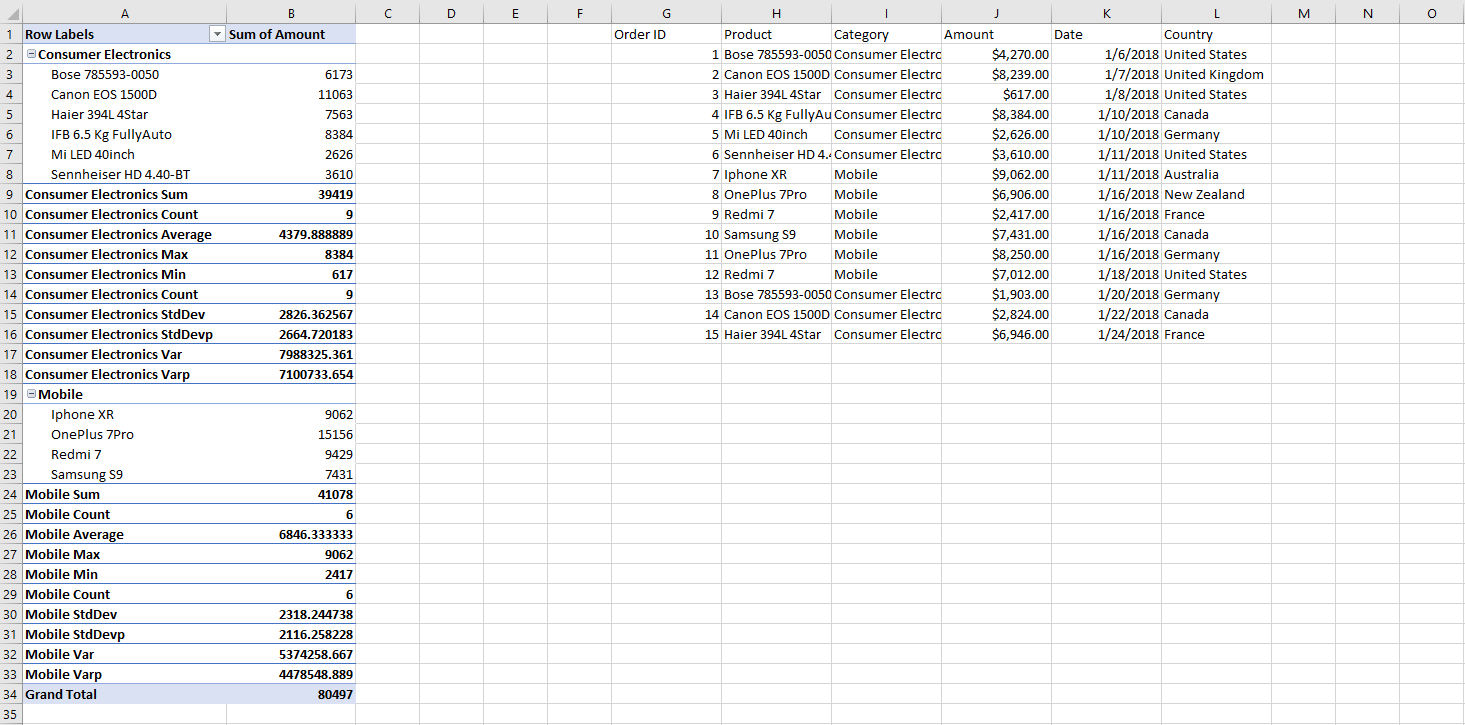 A B C D E F G H I J K L M N O
1 Row Labels Sum of Amount Order ID Product Category Amount Date Country
2 Consumer Electronics 1 Bose 785593-0050 Consumer Electro $4,270.00 1/6/2018 United States
3 Bose 785593-0050 6173 2 Canon EOS 1500D Consumer Electro $8,239.00 1/7/2018 United Kingdom
4 Canon EOS 1500D 11063 3 Haier 394L 4Star Consumer Electro $617.00 1/8/2018 United States
5 Haier 394L 4Star 7563 4 IFB 6.5 Kg FullyAu Consumer Electro $8,384.00 1/10/2018 Canada
6 IFB 6.5 Kg FullyAuto 8384 5 Mi LED 40inch Consumer Electro $2,626.00 1/10/2018 Germany
7 Mi LED 40inch 2626 6 Sennheiser HD 4.4 Consumer Electro $3,610.00 1/11/2018 United States
8 Sennheiser HD 4.40-BT 3610 7 Iphone XR Mobile $9,062.00 1/11/2018 Australia
9 Consumer Electronics Sum 39419 8 OnePlus 7Pro Mobile $6,906.00 1/16/2018 New Zealand
10 Consumer Electronics Count 9 9 Redmi 7 Mobile $2,417.00 1/16/2018 France
11 Consumer Electronics Average 4379.888889 10 Samsung S9 Mobile $7,431.00 1/16/2018 Canada
12 Consumer Electronics Max 8384 11 OnePlus 7Pro Mobile $8,250.00 1/16/2018 Germany
13 Consumer Electronics Min 617 12 Redmi 7 Mobile $7,012.00 1/18/2018 United States
14 Consumer Electronics Count 9 13 Bose 785593-0050 Consumer Electro $1,903.00 1/20/2018 Germany
15 Consumer Electronics StdDev 2826.362567 14 Canon EOS 1500D Consumer Electro $2,824.00 1/22/2018 Canada
16 Consumer Electronics StdDevp 2664.720183 15 Haier 394L 4Star Consumer Electro $6,946.00 1/24/2018 France
17 Consumer Electronics Var 7988325.361
18 Consumer Electronics Varp 7100733.654
19 Mobile
20 Iphone XR 9062
21 OnePlus 7Pro 15156
22 Redmi 7 9429
23 Samsung S9 7431
24 Mobile Sum 41078
25 Mobile Count 6
26 Mobile Average 6846.333333
27 Mobile Max 9062
28 Mobile Min 2417
29 Mobile Count 6
30 Mobile StdDev 2318.244738
31 Mobile StdDevp 2116.258228
32 Mobile Var 5374258.667
33 Mobile Varp 4478548.889
34 Grand Total 80497
35